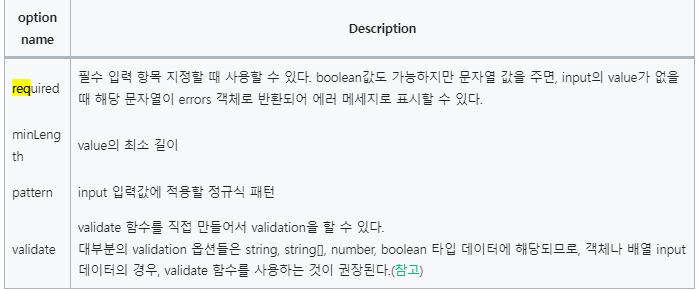 option
name
Description
required
필수 입력 항목 지정할 때 사용할 수 있다. boolean값도 가능하지만 문자열 값을 주면, input의 value가 없을
때 해당 문자열이 errors 객체로 반환되어 에러 메세지로 표시할 수 있다.
minLeng
th
value의 최소 길이
pattern
input 입력값에 적용할 정규식 패턴
validate
validate 함수를 직접 만들어서 validation을 할 수 있다.
대부분의 validation 옵션들은 string, string[], number, boolean 타입 데이터에 해당되므로, 객체나 배열 input
데이터의 경우, validate 함수를 사용하는 것이 권장된다.(참고)